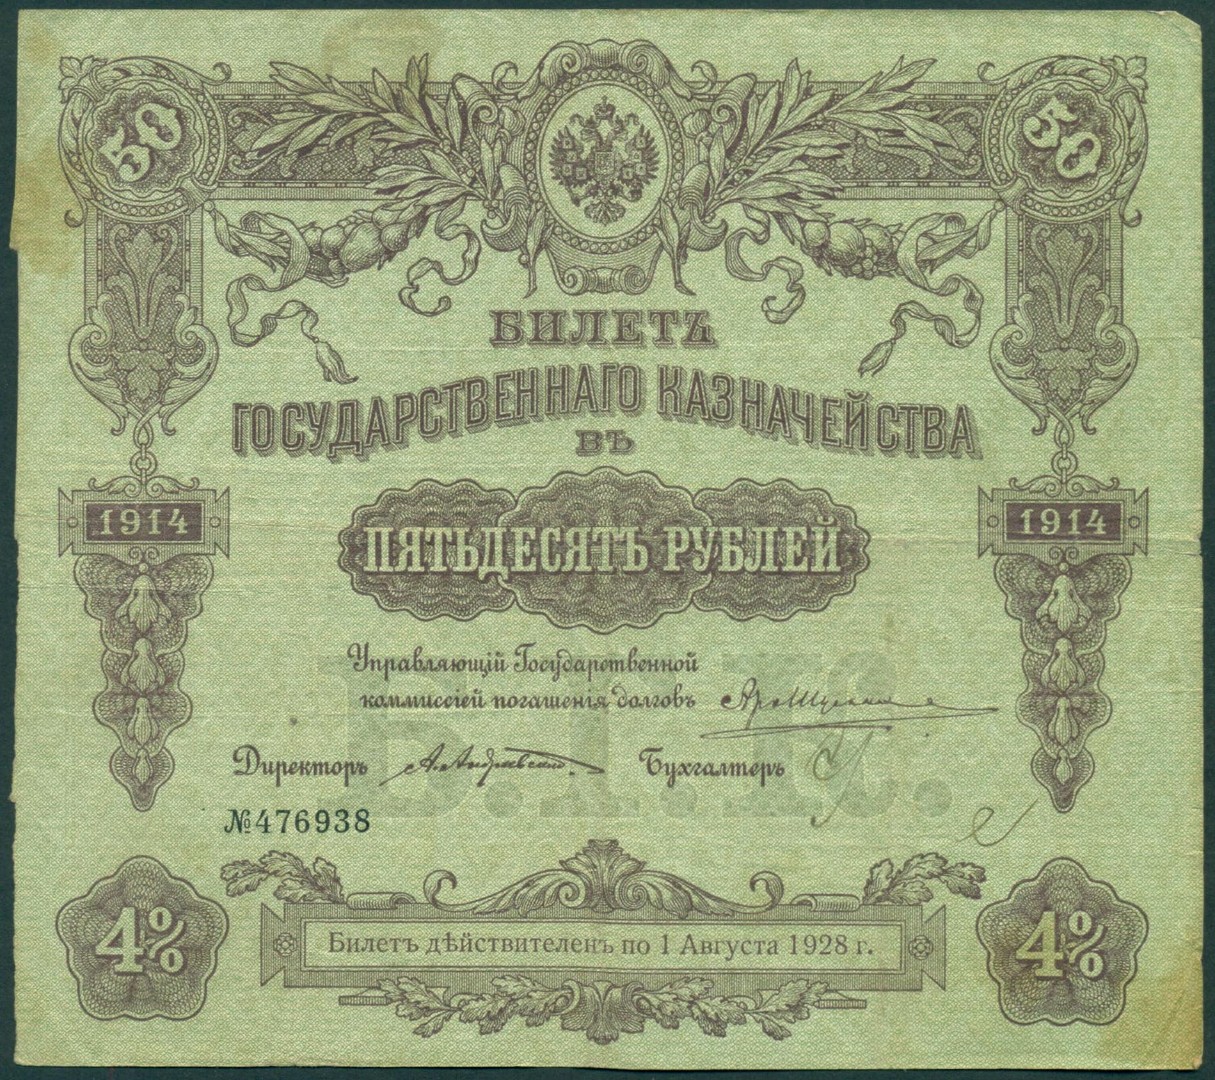 50 50
БИЛЕТЪ
ГОСУДАРСТВЕННАГО КАЗНАЧЕЙСТВА
ВЪ
1914 1914
ПЯТЬДЕСЯТЪ РУБЛЕЙ
Управляющій Государственной
коммиссіей погашенія долговъ
Директоръ Бухгалтеръ
№476938
4% 4%
Билетъ дѣйствителенъ по 1 Августа 1928 г.